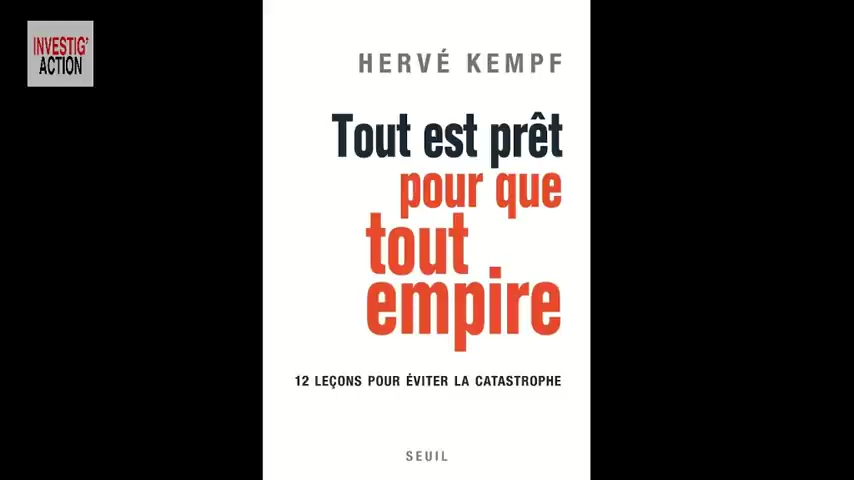 INVESTIG'
ACTION
HERVÉ KEMPF
Tout est prêt
pour que
tout
empire
12 LEÇONS POUR ÉVITER LA CATASTROPHE
SEUIL